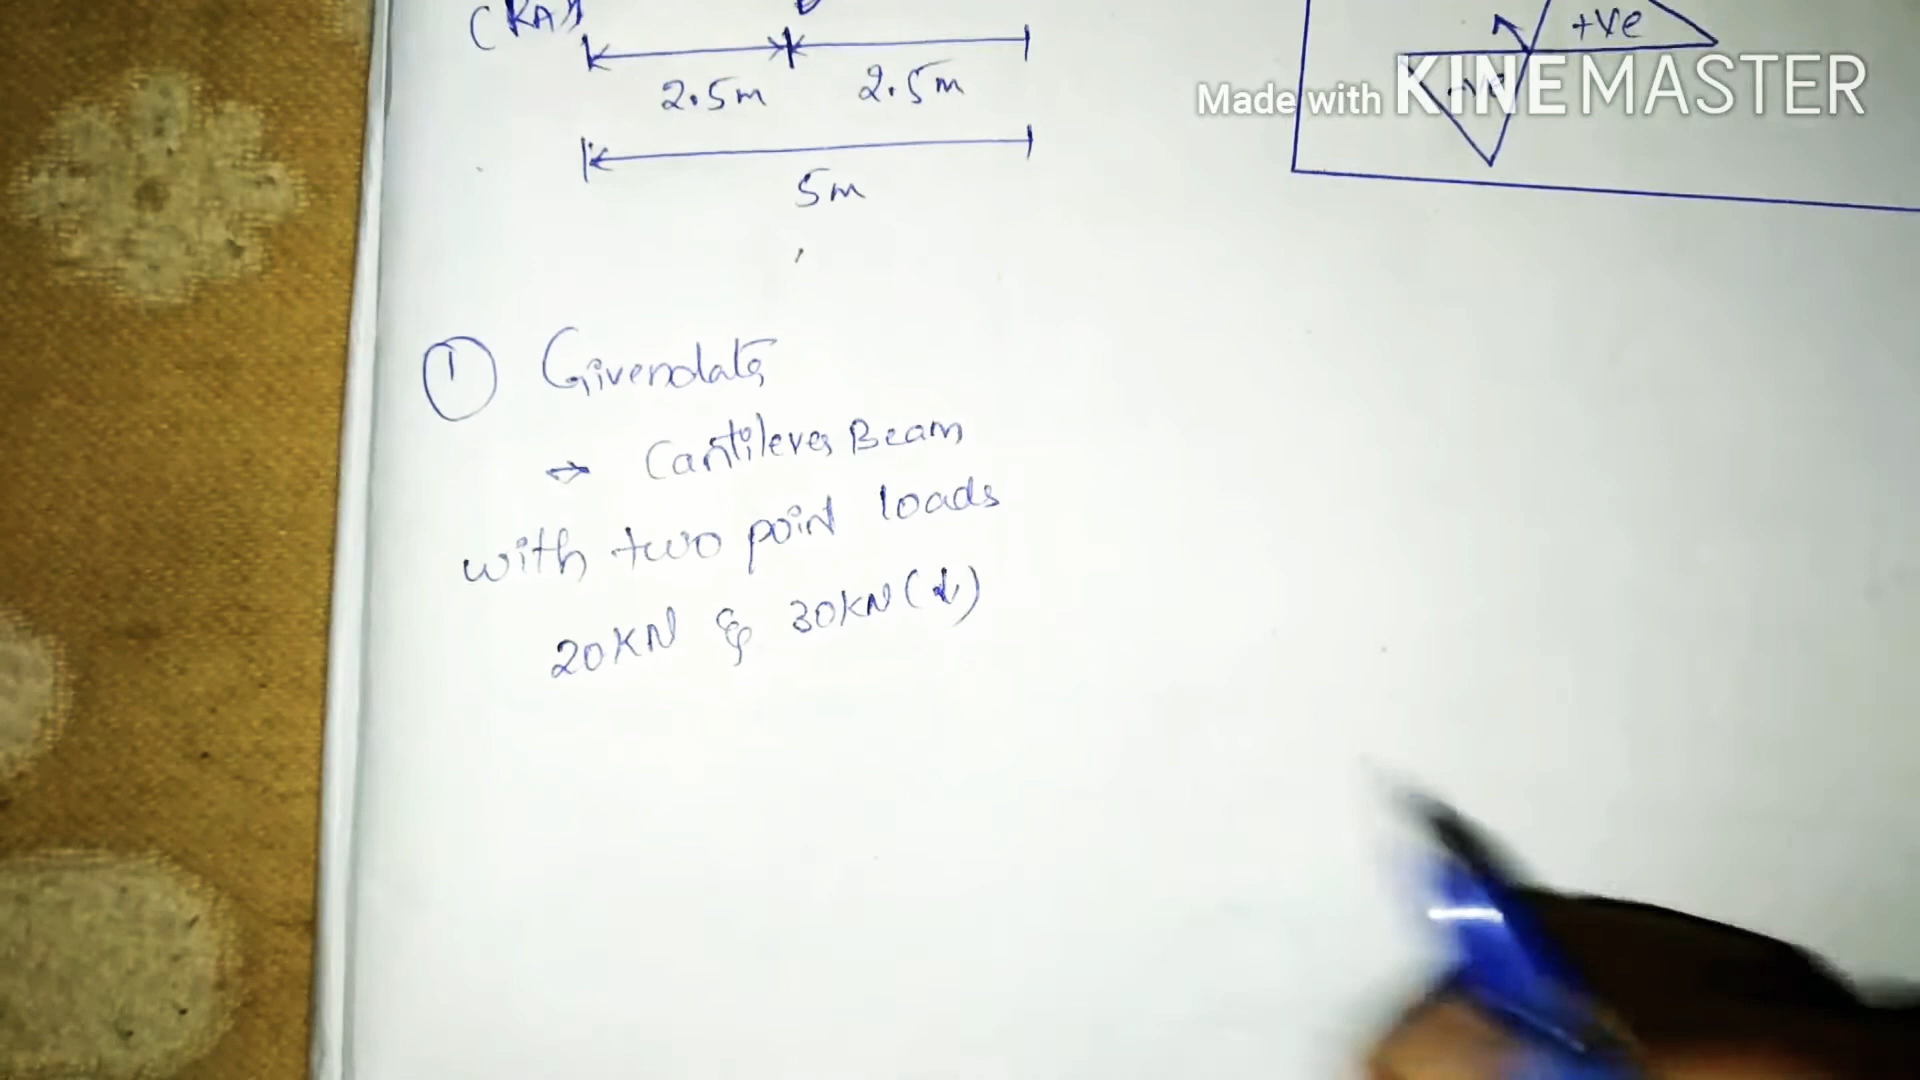 (RA)
2.5m 2.5m
5m
+ve
-ve
Made with KINEMASTER
① Givendata
→ Cantilever Beam
with two point loads
20KN & 30KN (↓)